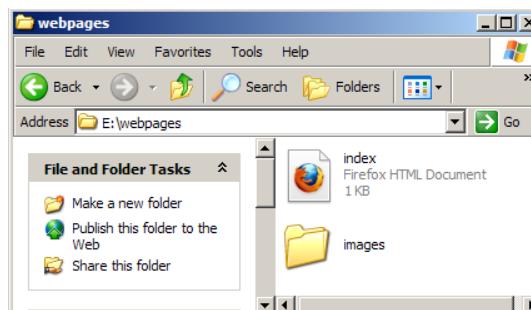 webpages
File Edit View Favorites Tools Help
Back Search Folders
Address E:\webpages Go
File and Folder Tasks
Make a new folder
Publish this folder to the
Web
Share this folder
index
Firefox HTML Document
1 KB
images